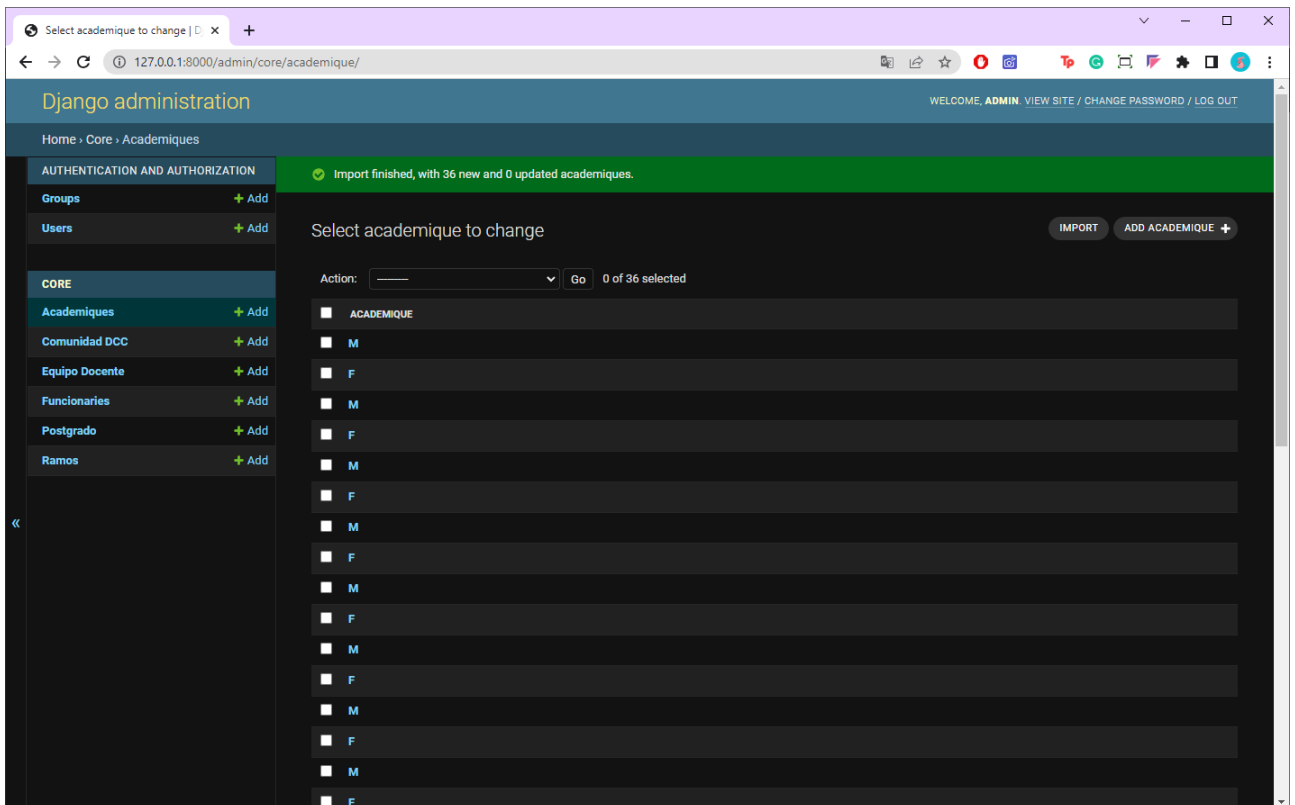 Select academique to change | D
127.0.0.1:8000/admin/core/academique/
Django administration
WELCOME, ADMIN. VIEW SITE / CHANGE PASSWORD / LOG OUT
Home › Core › Academiques
AUTHENTICATION AND AUTHORIZATION
Groups + Add
Users + Add
CORE
Academiques + Add
Comunidad DCC + Add
Equipo Docente + Add
Funcionaries + Add
Postgrado + Add
Ramos + Add
«
Import finished, with 36 new and 0 updated academiques.
Select academique to change
IMPORT ADD ACADEMIQUE +
Action: --------- Go 0 of 36 selected
ACADEMIQUE
M
F
M
F
M
F
M
F
M
F
M
F
M
F
M
F